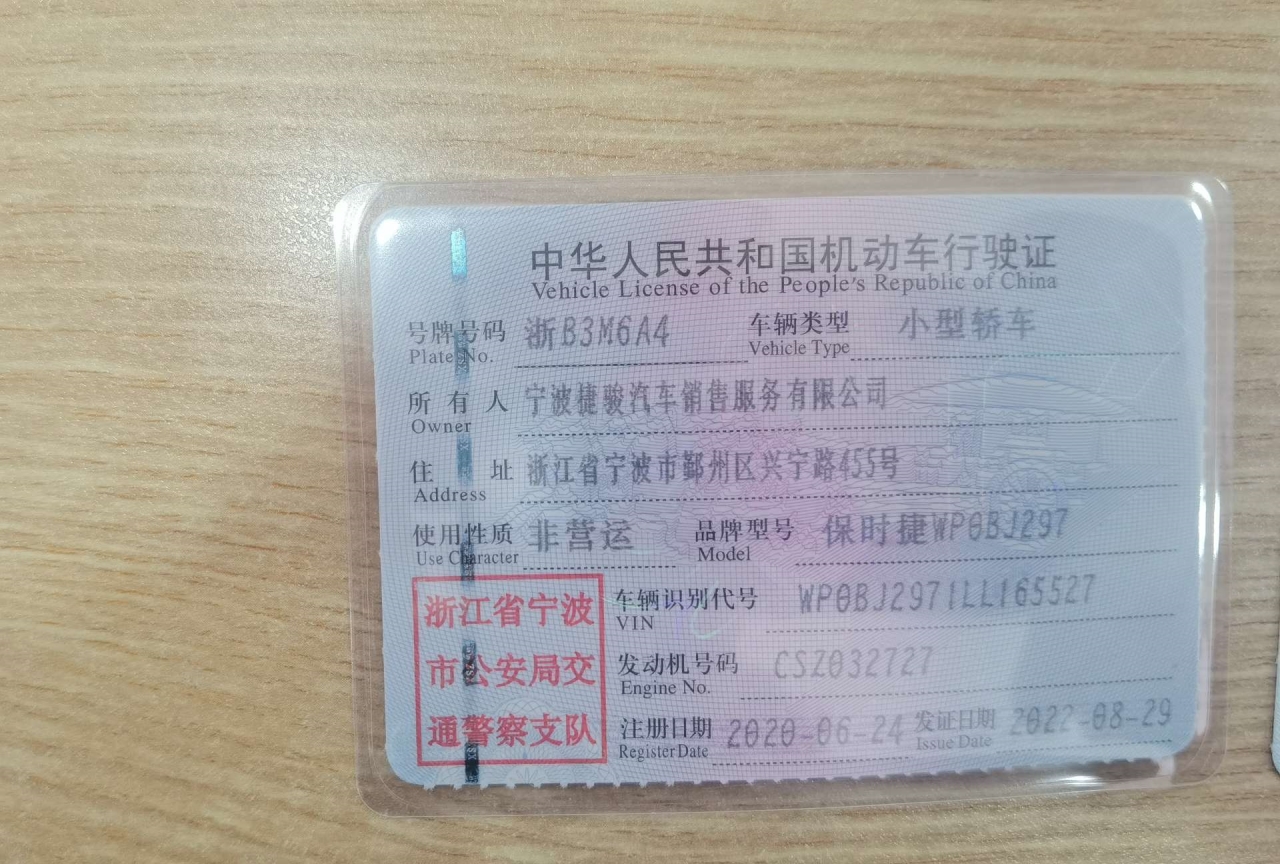 中华人民共和国机动车行驶证
Vehicle License of the People's Republic of China
号牌号码 浙B3M6A4 车辆类型 小型轿车
Plate No. Vehicle Type
所有人 宁波捷骏汽车销售服务有限公司
Owner
住址 浙江省宁波市鄞州区兴宁路455号
Address
使用性质 非营运 品牌型号 保时捷WP0BJ297
Use Character Model
浙江省宁波
市公安局交
通警察支队
车辆识别代号 WP0BJ2971LL165527
VIN
发动机号码 CSZ032727
Engine No.
注册日期 2020-06-24 发证日期 2022-08-29
Register Date Issue Date